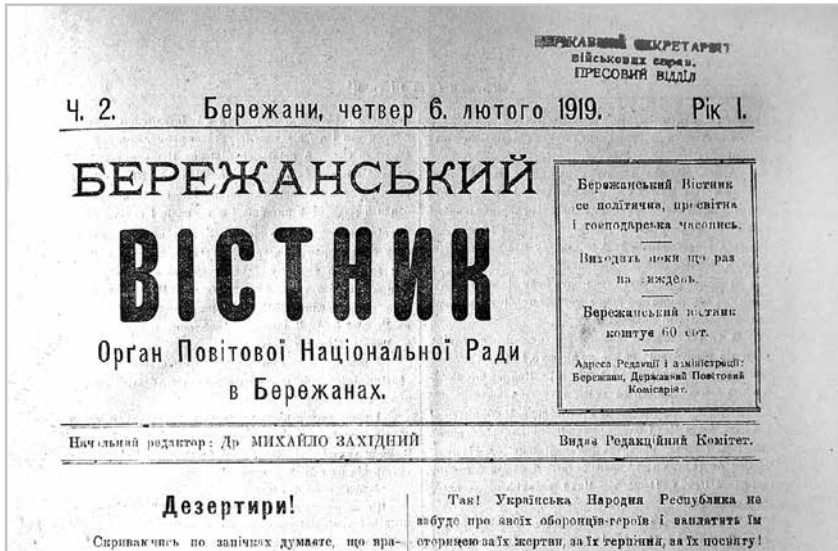 ДЕРЖАВНИЙ СЕКРЕТАРІЯТ
військових справ.
ПРЕСОВИЙ ВІДДІЛ
Ч. 2.
Бережани, четвер 6. лютого 1919.
Рік I.
БЕРЕЖАНСЬКИЙ
ВІСТНИК
Орґан Повітової Національної Ради
в Бережанах.
Бережанський Вістник
се політична, просвітна
і господарська часопись.
Виходить поки що раз
на тиждень.
Бережанський вістник
коштує 60 сот.
Адреса Редакції і адміністрації:
Бережани, Державний Повітовий
Комісаріят.
Начальний редактор: Др МИХАЙЛО ЗАХІДНИЙ
Видає Редакційний Комітет.
Дезертири!
Скриваючись по запічках думаєте, що вра-
Так! Українська Народня Республика не
забуде про своїх оборонців-героїв і заплатить їм
сторицею за їх жертви, за їх терпіння, за їх посвяту!